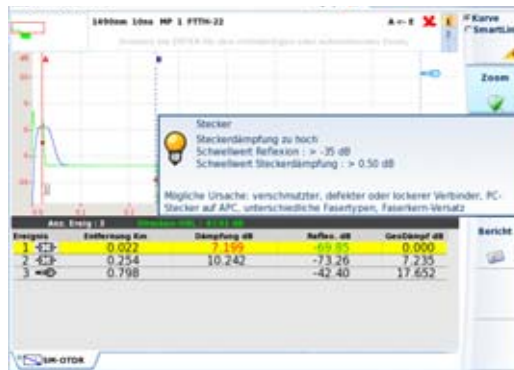 1490nm 10ns MP 1 FTTH-22
A <- E
Karve
SmartLin
Zoom
Stecker
Steckerdämpfung zu hoch
Schwellwert Reflexion : > -35 dB
Schwellwert Steckerdämpfung : > 0.50 dB
Mögliche Ursache: verschmutzter, defekter oder lockerer Verbinder, PC-
Stecker auf APC, unterschiedliche Fasertypen, Faserkern-Versatz
Anz. Ereig : 3
Ereignis Entfernung Km Dämpfung dB Reflex. dB GesDämpf dB
1 0.022 7.199 -69.85 0.000
2 0.254 10.242 -73.26 7.235
3 0.798 -42.40 17.652
Bericht
SM-OTDR